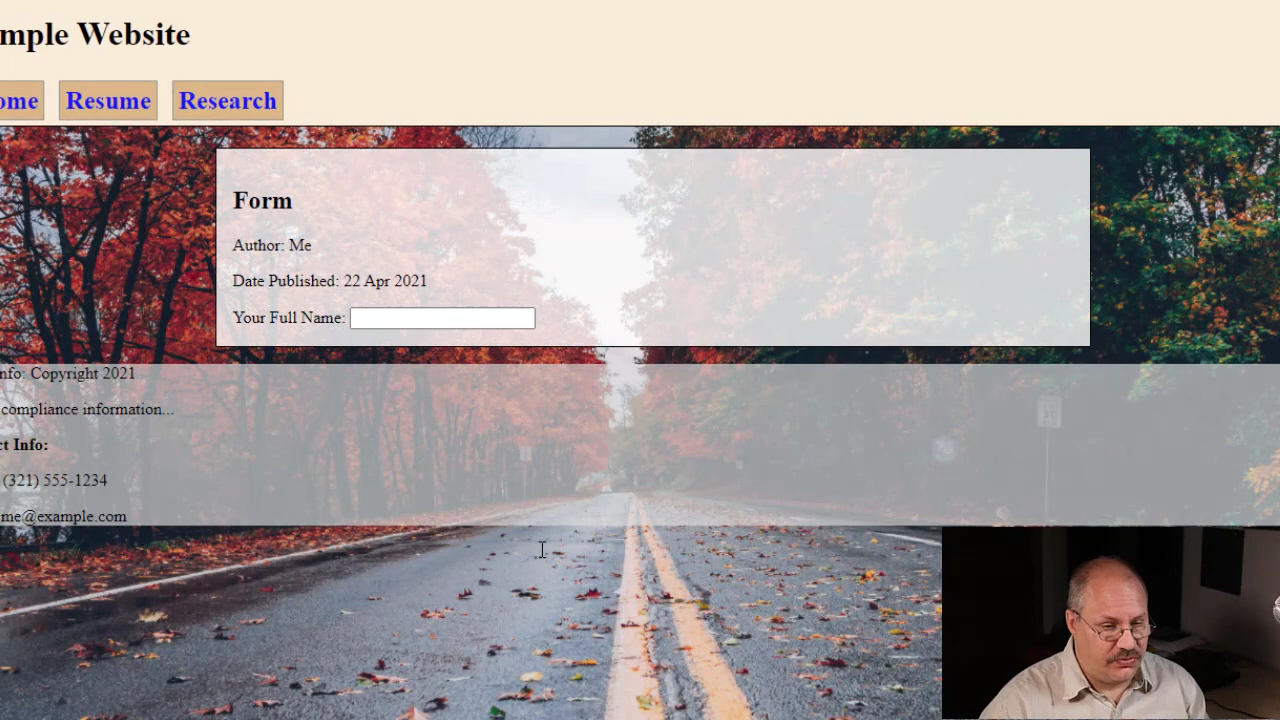 mple Website
ome Resume Research
Form
Author: Me
Date Published: 22 Apr 2021
Your Full Name:
nfo: Copyright 2021
compliance information...
ct Info:
(321) 555-1234
me@example.com